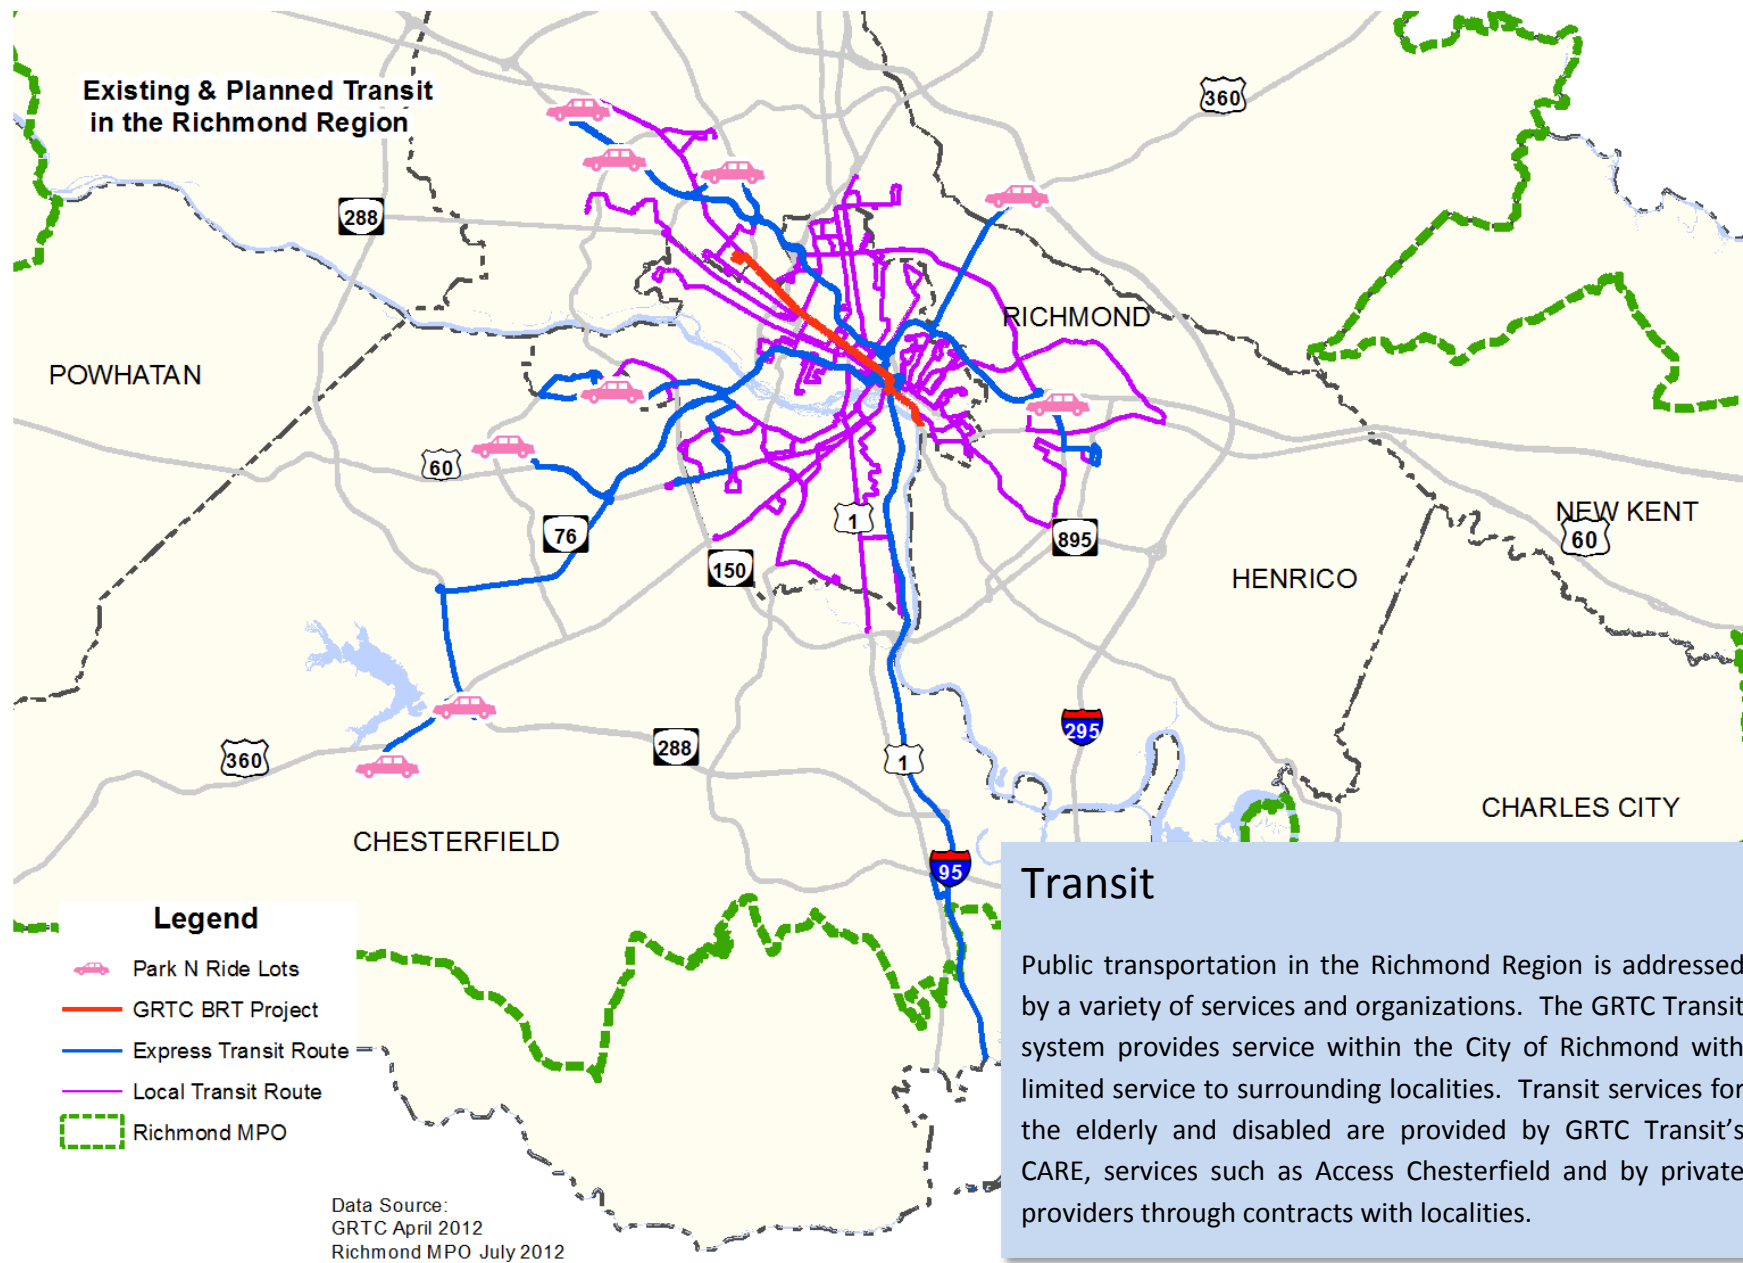 Existing & Planned Transit
in the Richmond Region
360
288
RICHMOND
POWHATAN
60
1
NEW KENT
76
895
60
150
HENRICO
295
288
360
1
CHARLES CITY
CHESTERFIELD
95
Legend
Park N Ride Lots
GRTC BRT Project
Express Transit Route
Local Transit Route
Richmond MPO
Data Source:
GRTC April 2012
Richmond MPO July 2012
Transit
Public transportation in the Richmond Region is addressed
by a variety of services and organizations. The GRTC Transit
system provides service within the City of Richmond with
limited service to surrounding localities. Transit services for
the elderly and disabled are provided by GRTC Transit’s
CARE, services such as Access Chesterfield and by private
providers through contracts with localities.